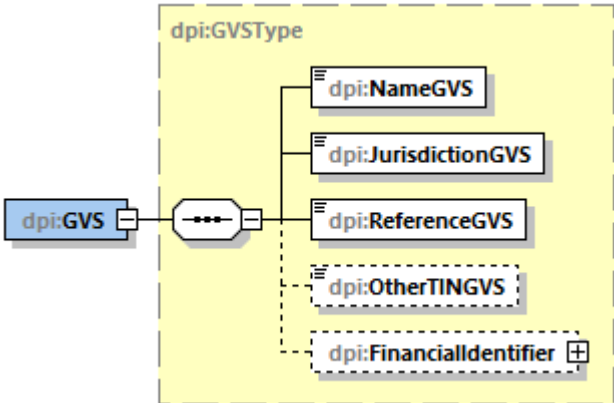 dpi:GVSType
dpi:NameGVS
dpi:JurisdictionGVS
dpi:GVS
dpi:ReferenceGVS
dpi:OtherTINGVS
dpi:FinancialIdentifier